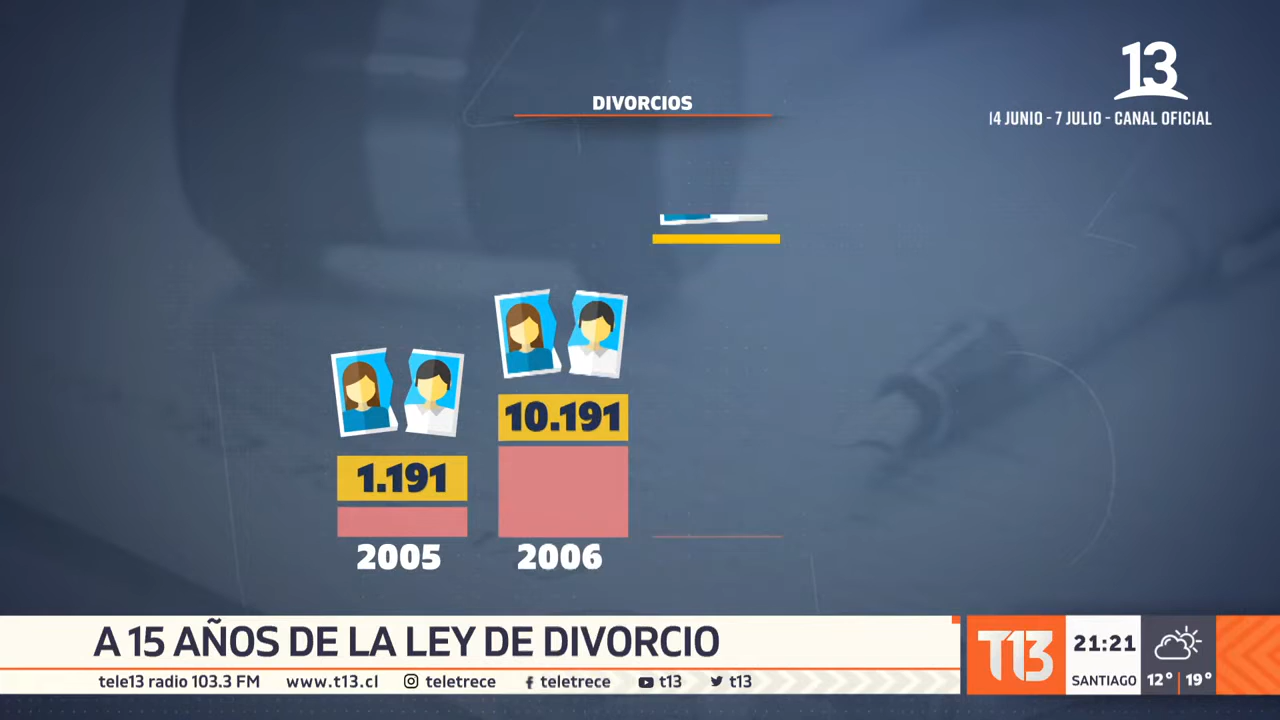 13
14 JUNIO - 7 JULIO - CANAL OFICIAL
DIVORCIOS
10.191
1.191
2005
2006
A 15 AÑOS DE LA LEY DE DIVORCIO
tele13 radio 103.3 FM www.t13.cl teletrece teletrece t13 t13
T13
21:21
SANTIAGO
12° 19°